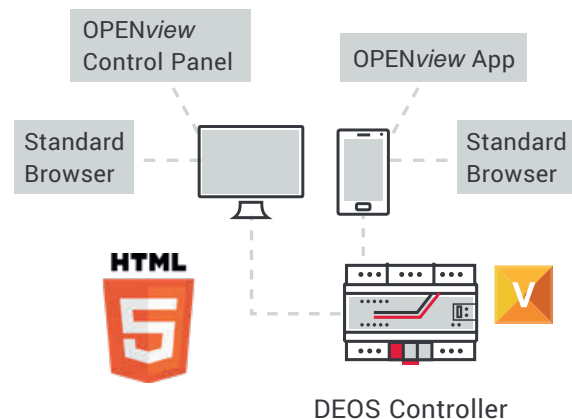 OPENview
Control Panel
OPENview App
Standard
Browser
Standard
Browser
HTML
5
V
DEOS Controller